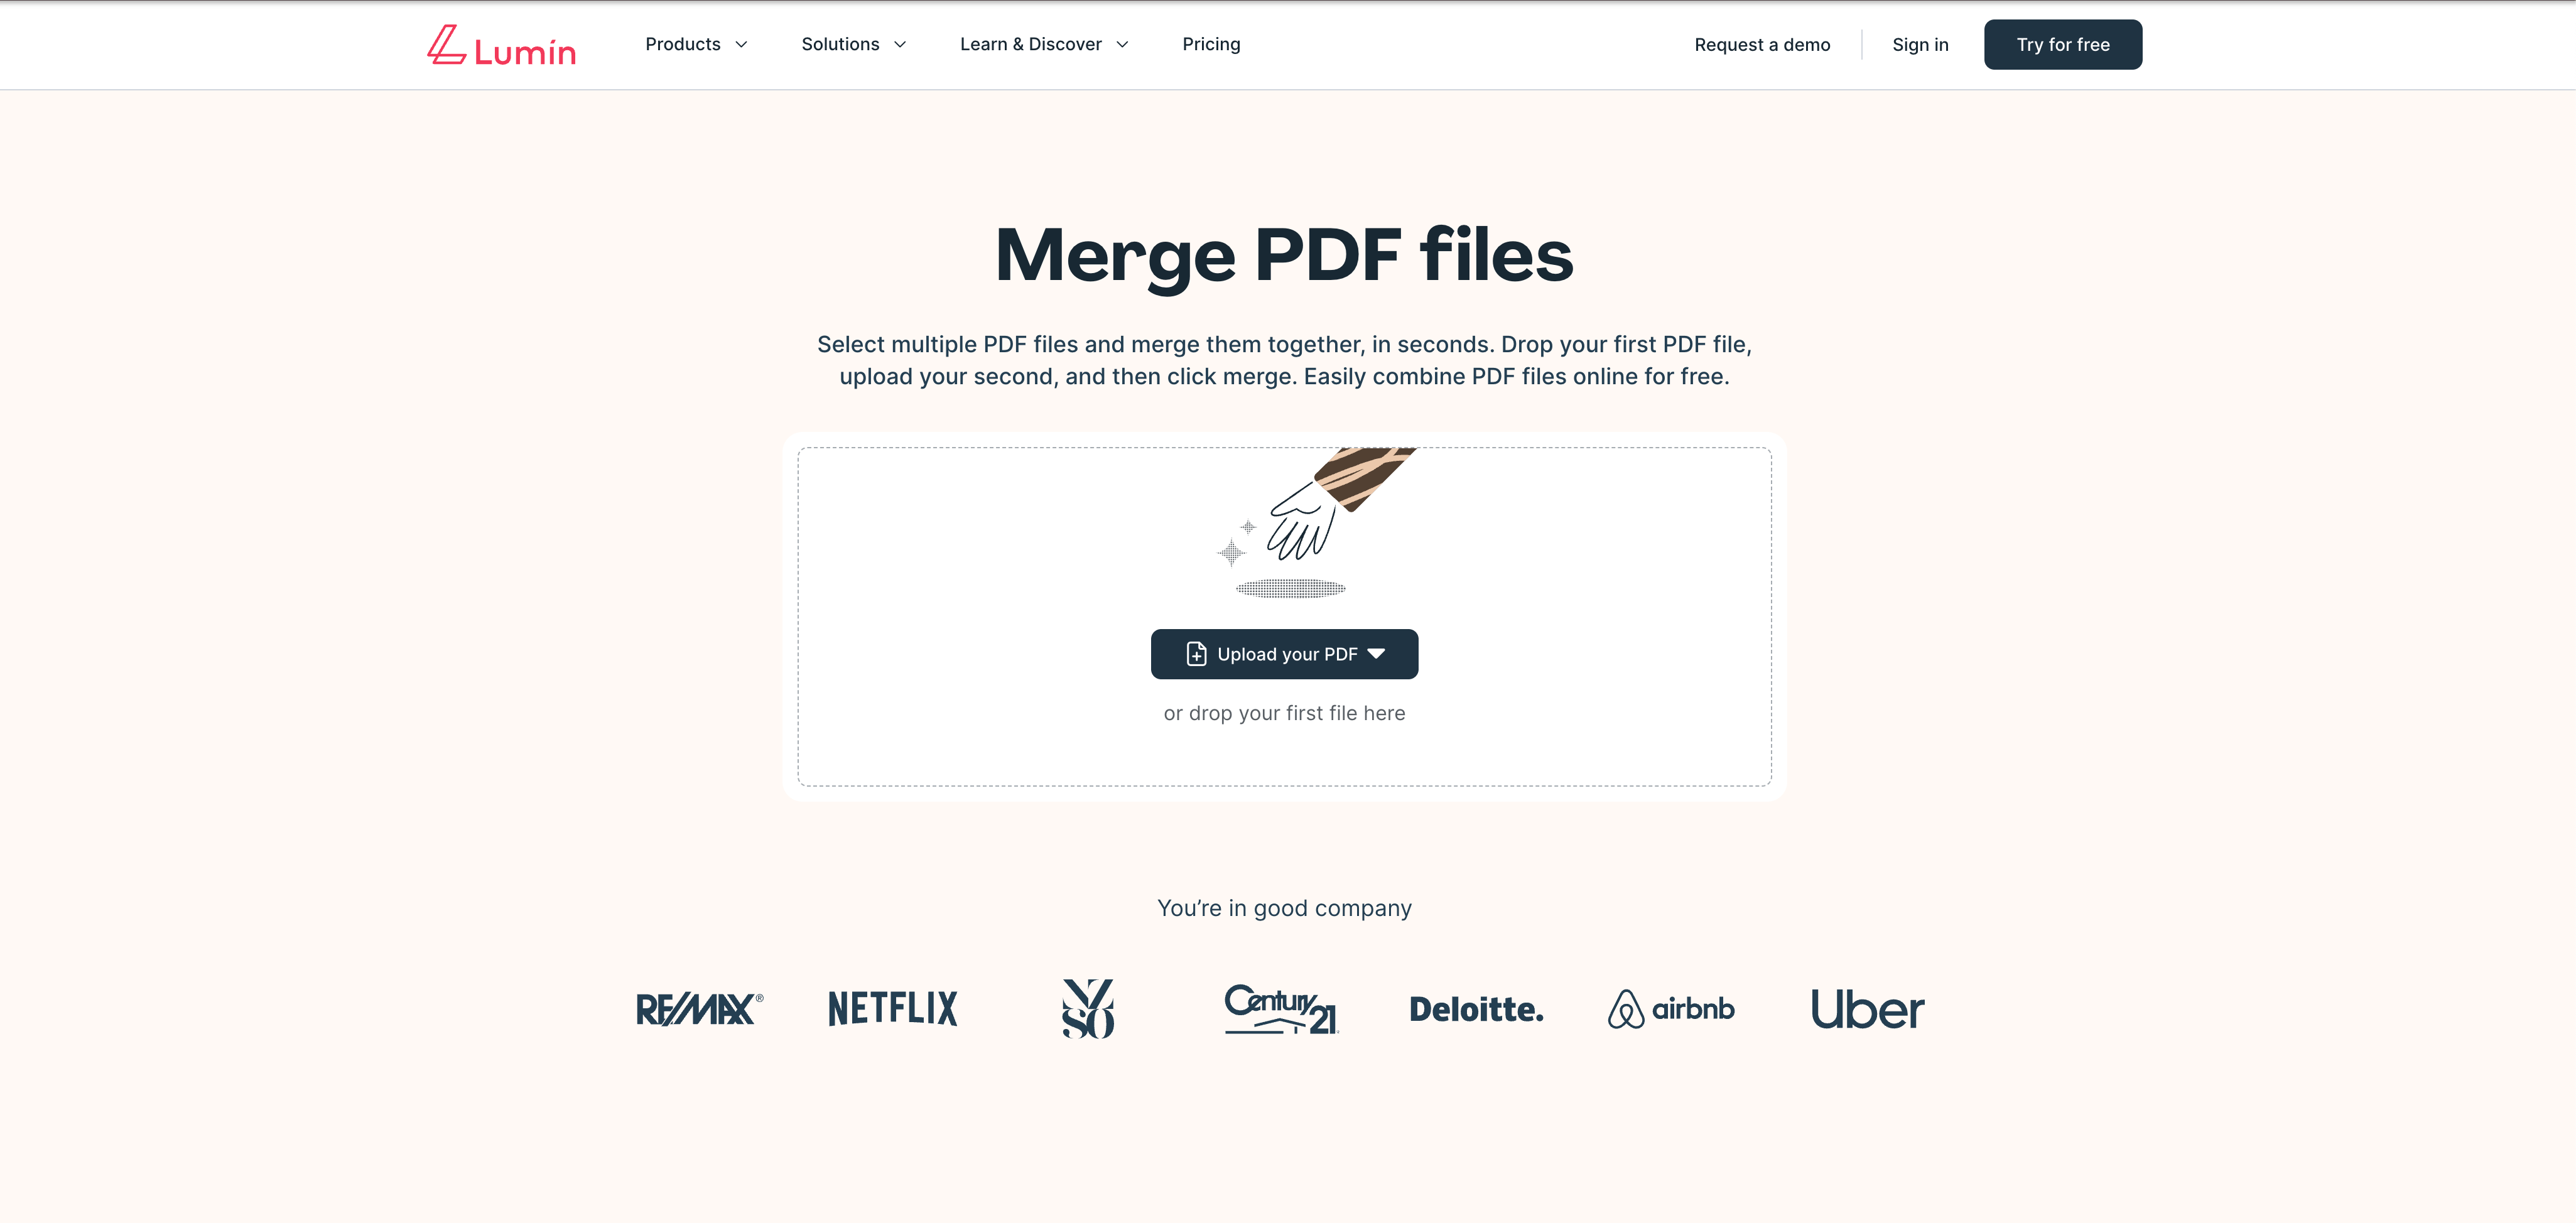 Lumin
Products
Solutions
Learn & Discover
Pricing
Request a demo
Sign in
Try for free
Merge PDF files
Select multiple PDF files and merge them together, in seconds. Drop your first PDF file,
upload your second, and then click merge. Easily combine PDF files online for free.
Upload your PDF
or drop your first file here
You’re in good company
RE/MAX®
NETFLIX
Century 21
Deloitte.
airbnb
Uber